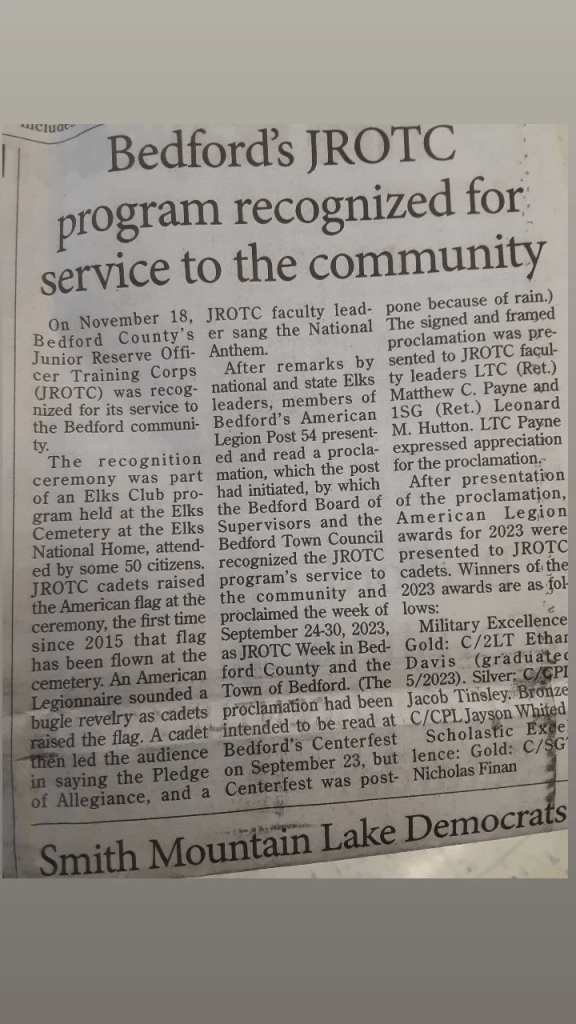 Bedford's JROTC
program recognized for
service to the community
On November 18,
Bedford County's
Junior Reserve Offi-
cer Training Corps
(JROTC) was recog-
nized for its service to
the Bedford communi-
ty.
The recognition
ceremony was part
of an Elks Club pro-
gram held at the Elks
Cemetery at the Elks
National Home, attend-
ed by some 50 citizens.
JROTC cadets raised
the American flag at the
ceremony, the first time
since 2015 that flag
has been flown at the
cemetery. An American
Legionnaire sounded a
bugle revelry as cadets
raised the flag. A cadet
then led the audience
in saying the Pledge
of Allegiance, and a
JROTC faculty lead-
er sang the National
Anthem.
After remarks by
national and state Elks
leaders, members of
Bedford's American
Legion Post 54 present-
ed and read a procla-
mation, which the post
had initiated, by which
the Bedford Board of
Supervisors and the
Bedford Town Council
recognized the JROTC
program's service to
the community and
proclaimed the week of
September 24-30, 2023,
as JROTC Week in Bed-
ford County and the
Town of Bedford. (The
proclamation had been
intended to be read at
Bedford's Centerfest
on September 23, but
Centerfest was post-
pone because of rain.)
The signed and framed
proclamation was pre-
sented to JROTC facul-
ty leaders LTC (Ret.)
Matthew C. Payne and
1SG (Ret.) Leonard
M. Hutton. LTC Payne
expressed appreciation
for the proclamation.
After presentation
of the proclamation,
American Legion
awards for 2023 were
presented to JROTC
cadets. Winners of the
2023 awards are as fol-
lows:
Military Excellence
Gold: C/2LT Ethan
Davis (graduated
5/2023). Silver: C/CPL
Jacob Tinsley. Bronze
C/CPL Jayson Whited
Scholastic Exce
lence: Gold: C/SG
Nicholas Finan
Smith Mountain Lake Democrats